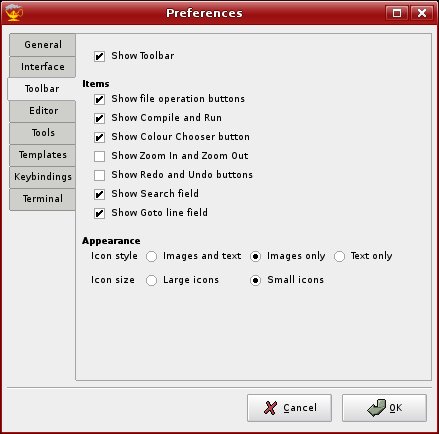 Preferences
General
Interface
Toolbar
Editor
Tools
Templates
Keybindings
Terminal
Show Toolbar
Items
Show file operation buttons
Show Compile and Run
Show Colour Chooser button
Show Zoom In and Zoom Out
Show Redo and Undo buttons
Show Search field
Show Goto line field
Appearance
Icon style Images and text Images only Text only
Icon size Large icons Small icons
Cancel OK